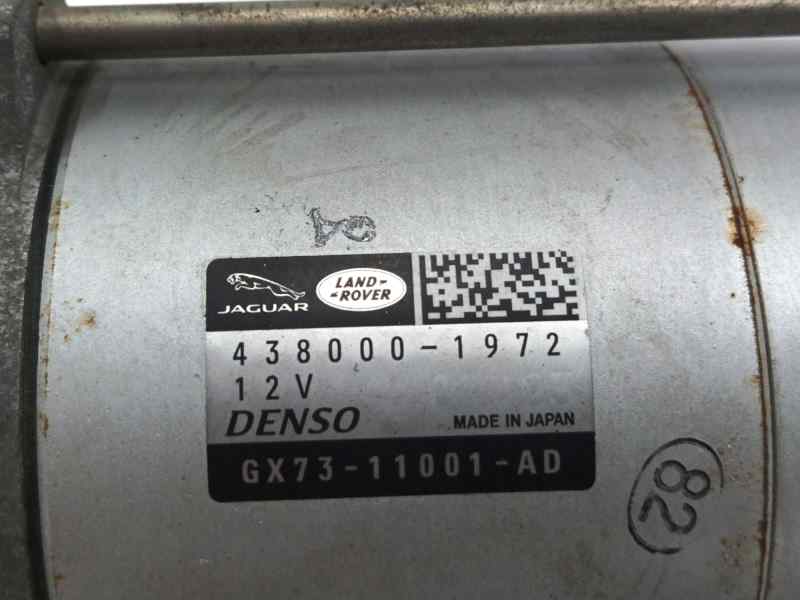 JAGUAR
LAND-
-ROVER
438000-1972
12V
DENSO
MADE IN JAPAN
GX73-11001-AD
82